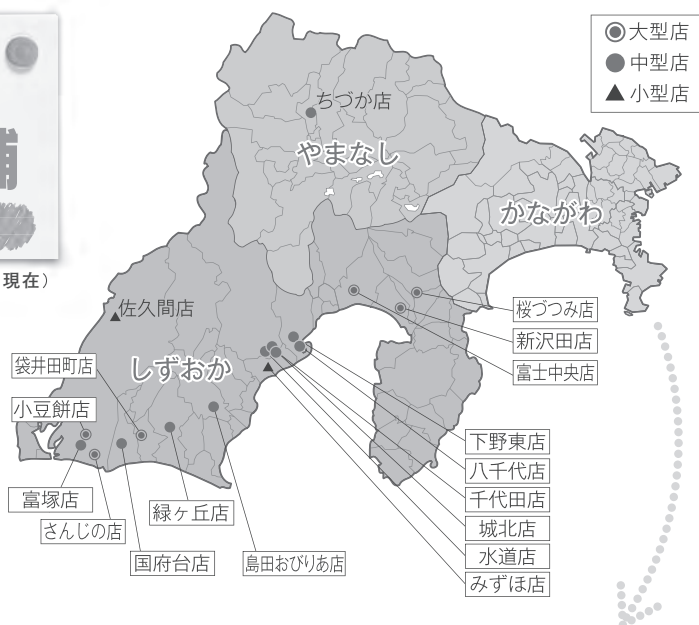 大型店
中型店
小型店
舗
現在）
ちづか店
やまなし
かながわ
佐久間店
しずおか
袋井田町店
小豆餅店
富塚店
さんじの店
国府台店
緑ヶ丘店
島田おびりあ店
桜づつみ店
新沢田店
富士中央店
下野東店
八千代店
千代田店
城北店
水道店
みずほ店